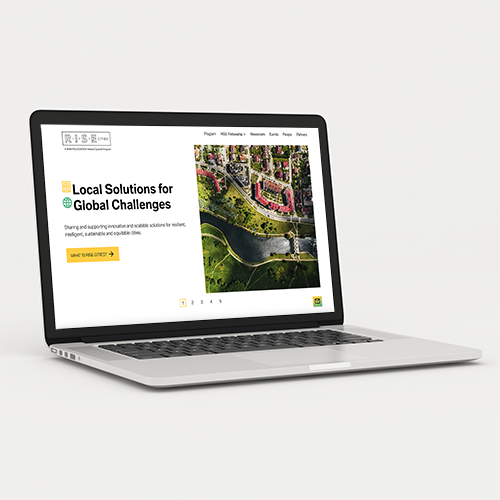 RISE CITIES
Program RISE Fellowship Newsroom Events People Partners
Local Solutions for
Global Challenges
Sharing and supporting innovative and scalable solutions for resilient,
intelligent, sustainable and equitable cities.
WHAT IS RISE CITIES?
1 2 3 4 5